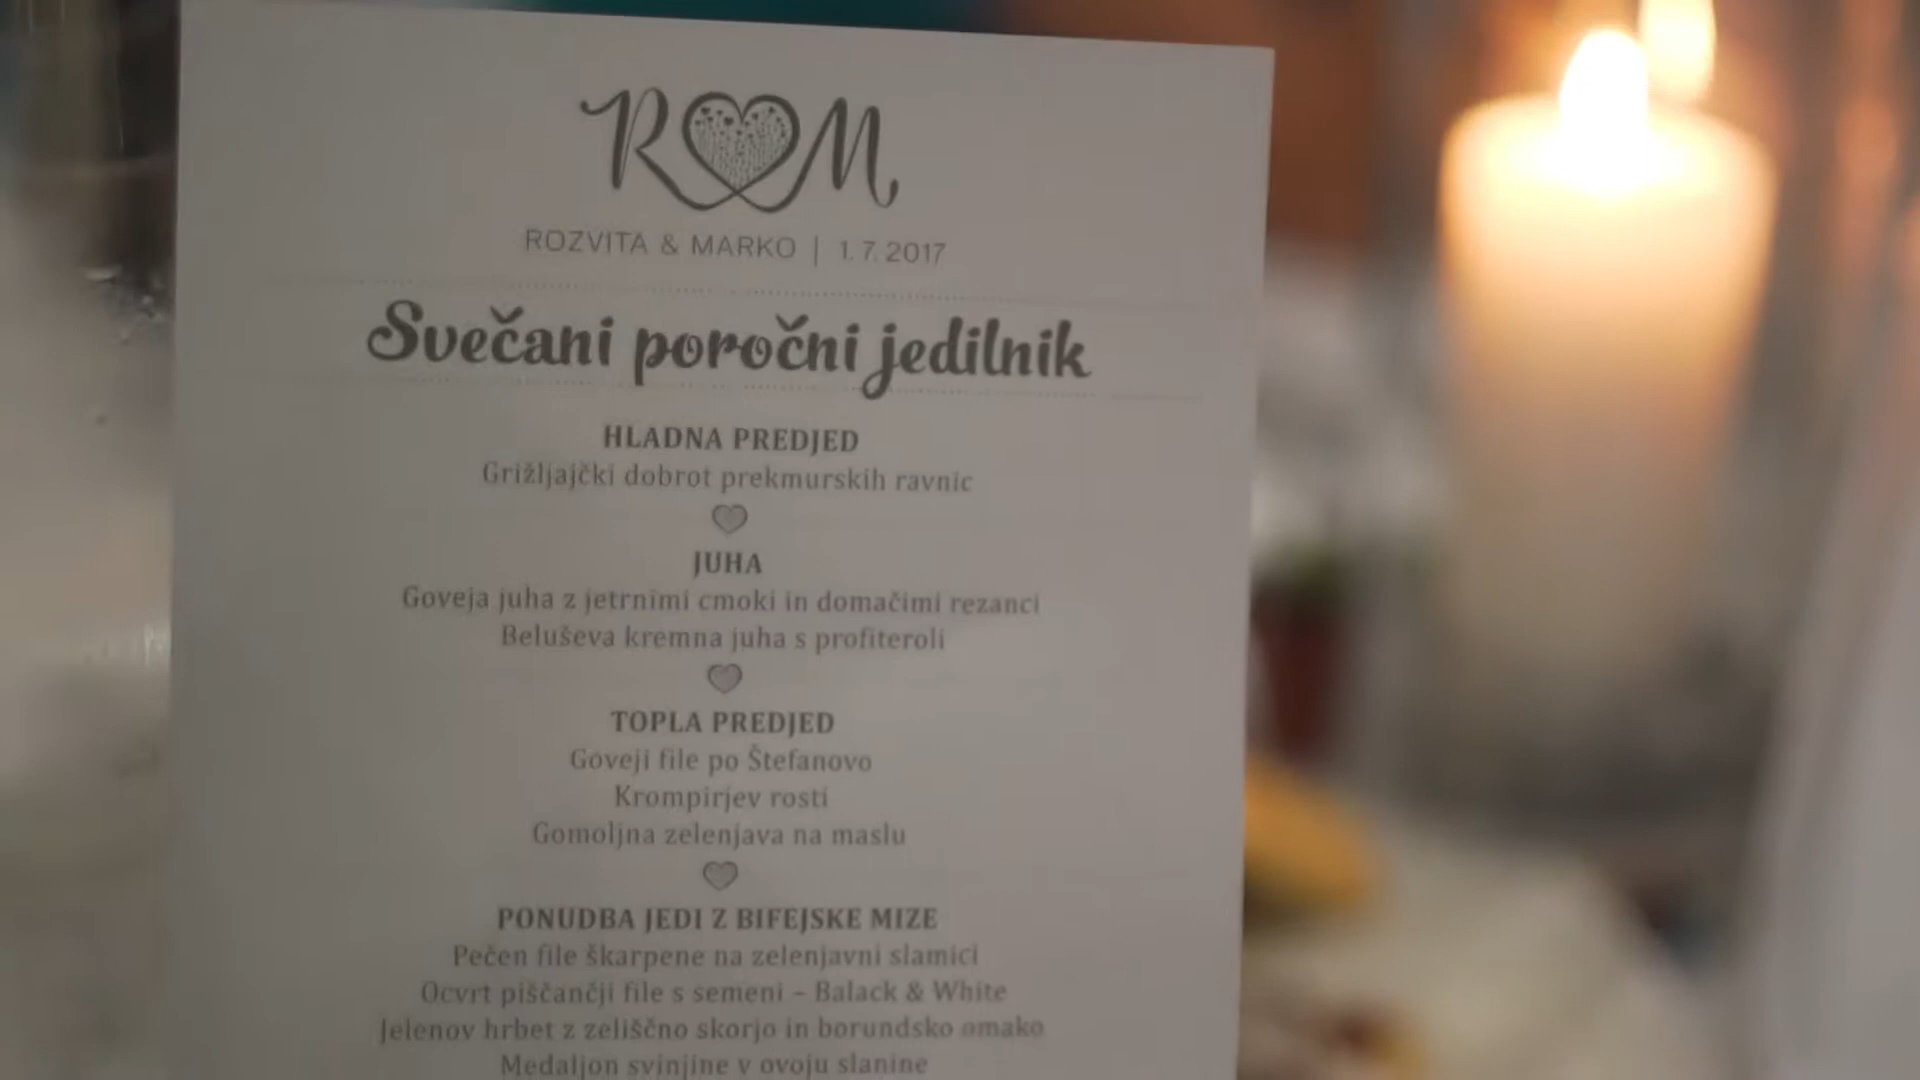 R M
ROZVITA & MARKO | 1. 7. 2017
Svečani poročni jedilnik
HLADNA PREDJED
Grižljajčki dobrot prekmurskih ravnic
JUHA
Goveja juha z jetrnimi cmoki in domačimi rezanci
Beluševa kremna juha s profiteroli
TOPLA PREDJED
Goveji file po Štefanovo
Krompirjev rosti
Gomoljna zelenjava na maslu
PONUDBA JEDI Z BIFEJSKE MIZE
Pečen file škarpene na zelenjavni slamici
Ocvrt piščančji file s semeni – Balack & White
Jelenov hrbet z zeliščno skorjo in borundsko omako
Medaljon svinjine v ovoju slanine